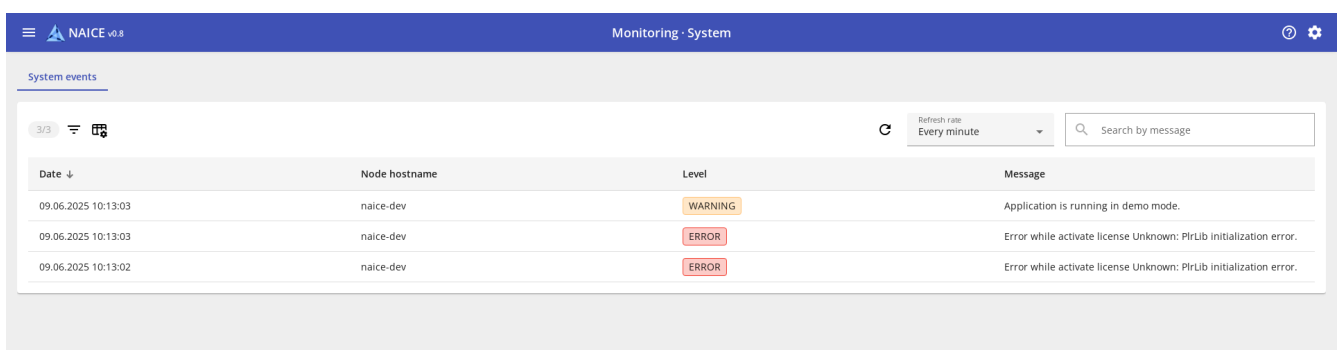 NAICE v0.8 Monitoring · System
System events
3/3 Refresh rate Every minute Search by message
Date ↓ Node hostname Level Message
09.06.2025 10:13:03 naice-dev WARNING Application is running in demo mode.
09.06.2025 10:13:03 naice-dev ERROR Error while activate license Unknown: PlrLib initialization error.
09.06.2025 10:13:02 naice-dev ERROR Error while activate license Unknown: PlrLib initialization error.